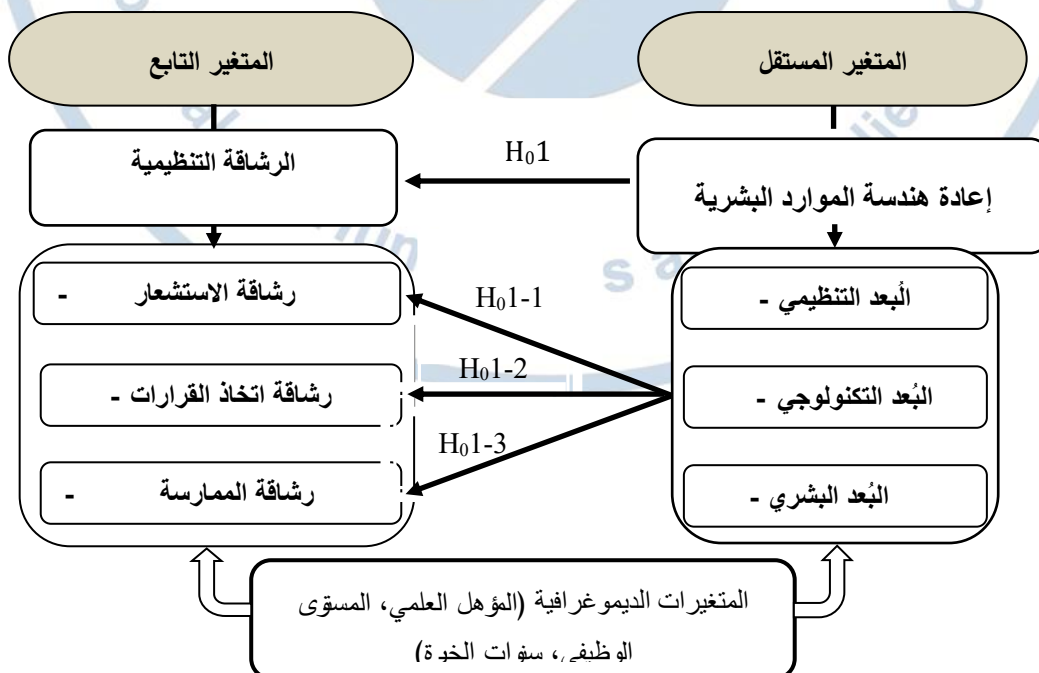 المتغير المستقل
المتغير التابع
إعادة هندسة الموارد البشرية
H₀1
الرشاقة التنظيمية
البُعد التنظيمي -
البُعد التكنولوجي -
البُعد البشري -
H₀1-1
H₀1-2
H₀1-3
رشاقة الاستشعار -
رشاقة اتخاذ القرارات -
رشاقة الممارسة -
المتغيرات الديموغرافية (المؤهل العلمي، المستوى
الوظيفي، سنوات الخبرة)